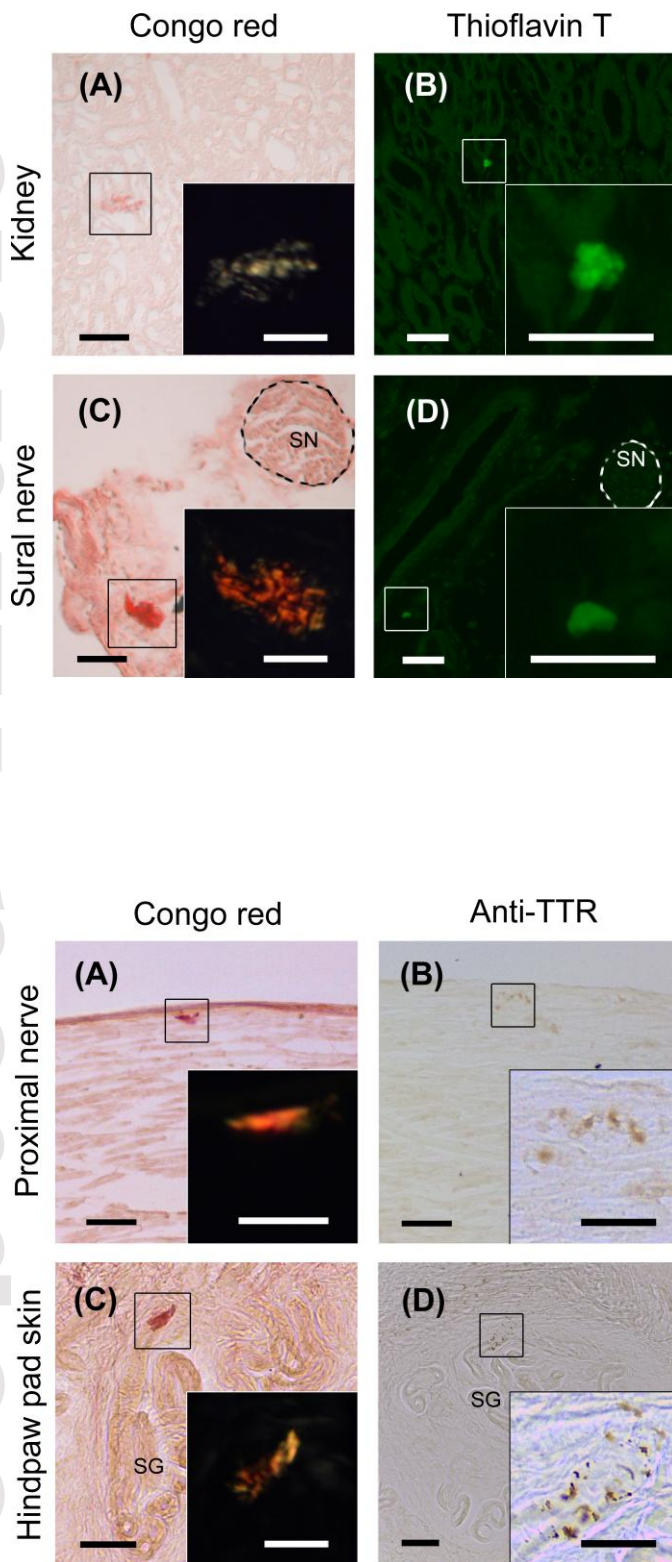 Congo red
Thioflavin T
Kidney
(A)
(B)
Sural nerve
(C)
SN
(D)
SN
Congo red
Anti-TTR
Proximal nerve
(A)
(B)
Hindpaw pad skin
(C)
SG
(D)
SG